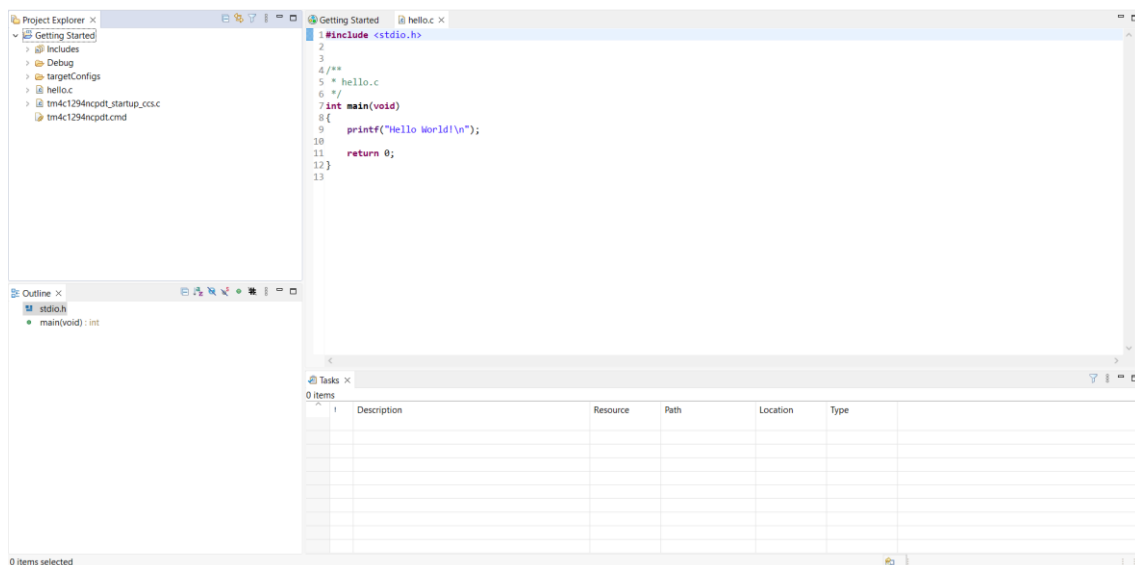 Project Explorer
Getting Started
Includes
Debug
targetConfigs
hello.c
tm4c1294ncpdt_startup_ccs.c
tm4c1294ncpdt.cmd
Outline
stdio.h
main(void) : int
Getting Started hello.c
1 #include <stdio.h>
2
3
4 /**
5 * hello.c
6 */
7 int main(void)
8 {
9 printf("Hello World!\n");
10
11 return 0;
12 }
13
Tasks
0 items
! Description Resource Path Location Type
0 items selected